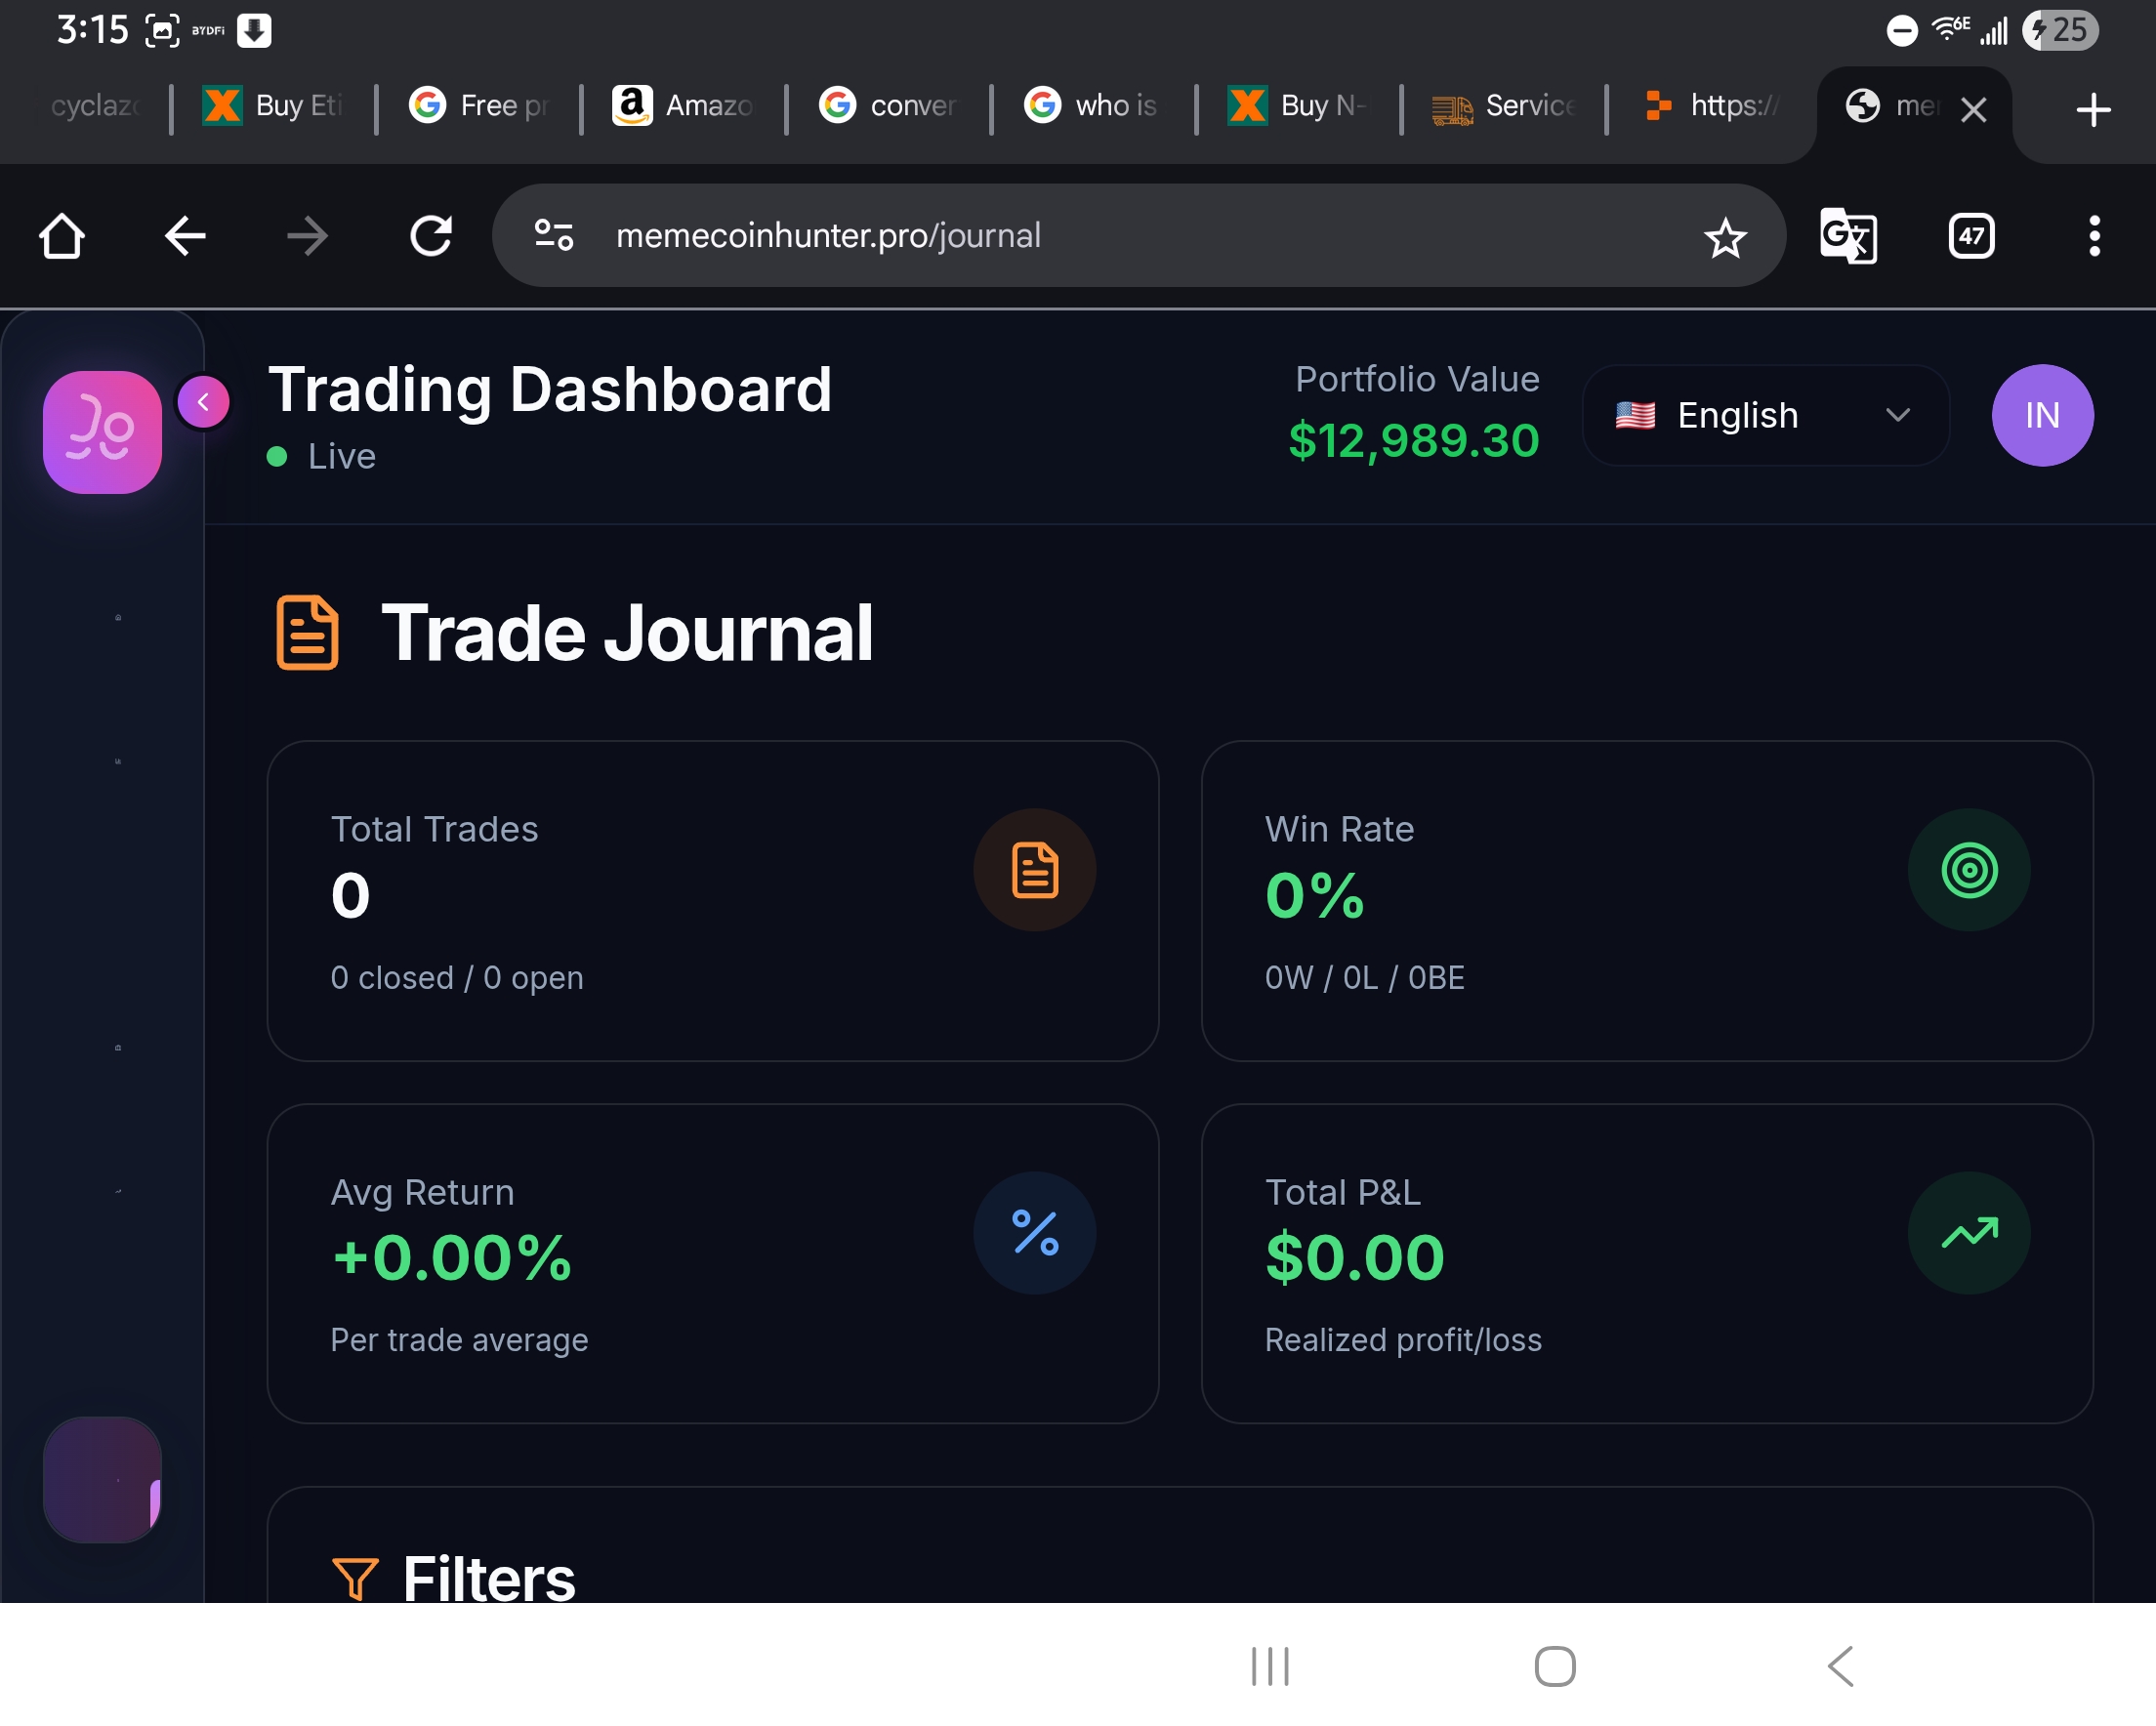 3:15 BYDFi 6E 25
cyclazo Buy Eti Free pr Amazo conver who is Buy N- Service https:// me
memecoinhunter.pro/journal 47
Trading Dashboard
Live
Portfolio Value
$12,989.30
English
IN
Trade Journal
Total Trades
0
0 closed / 0 open
Win Rate
0%
0W / 0L / 0BE
Avg Return
+0.00%
Per trade average
Total P&L
$0.00
Realized profit/loss
Filters